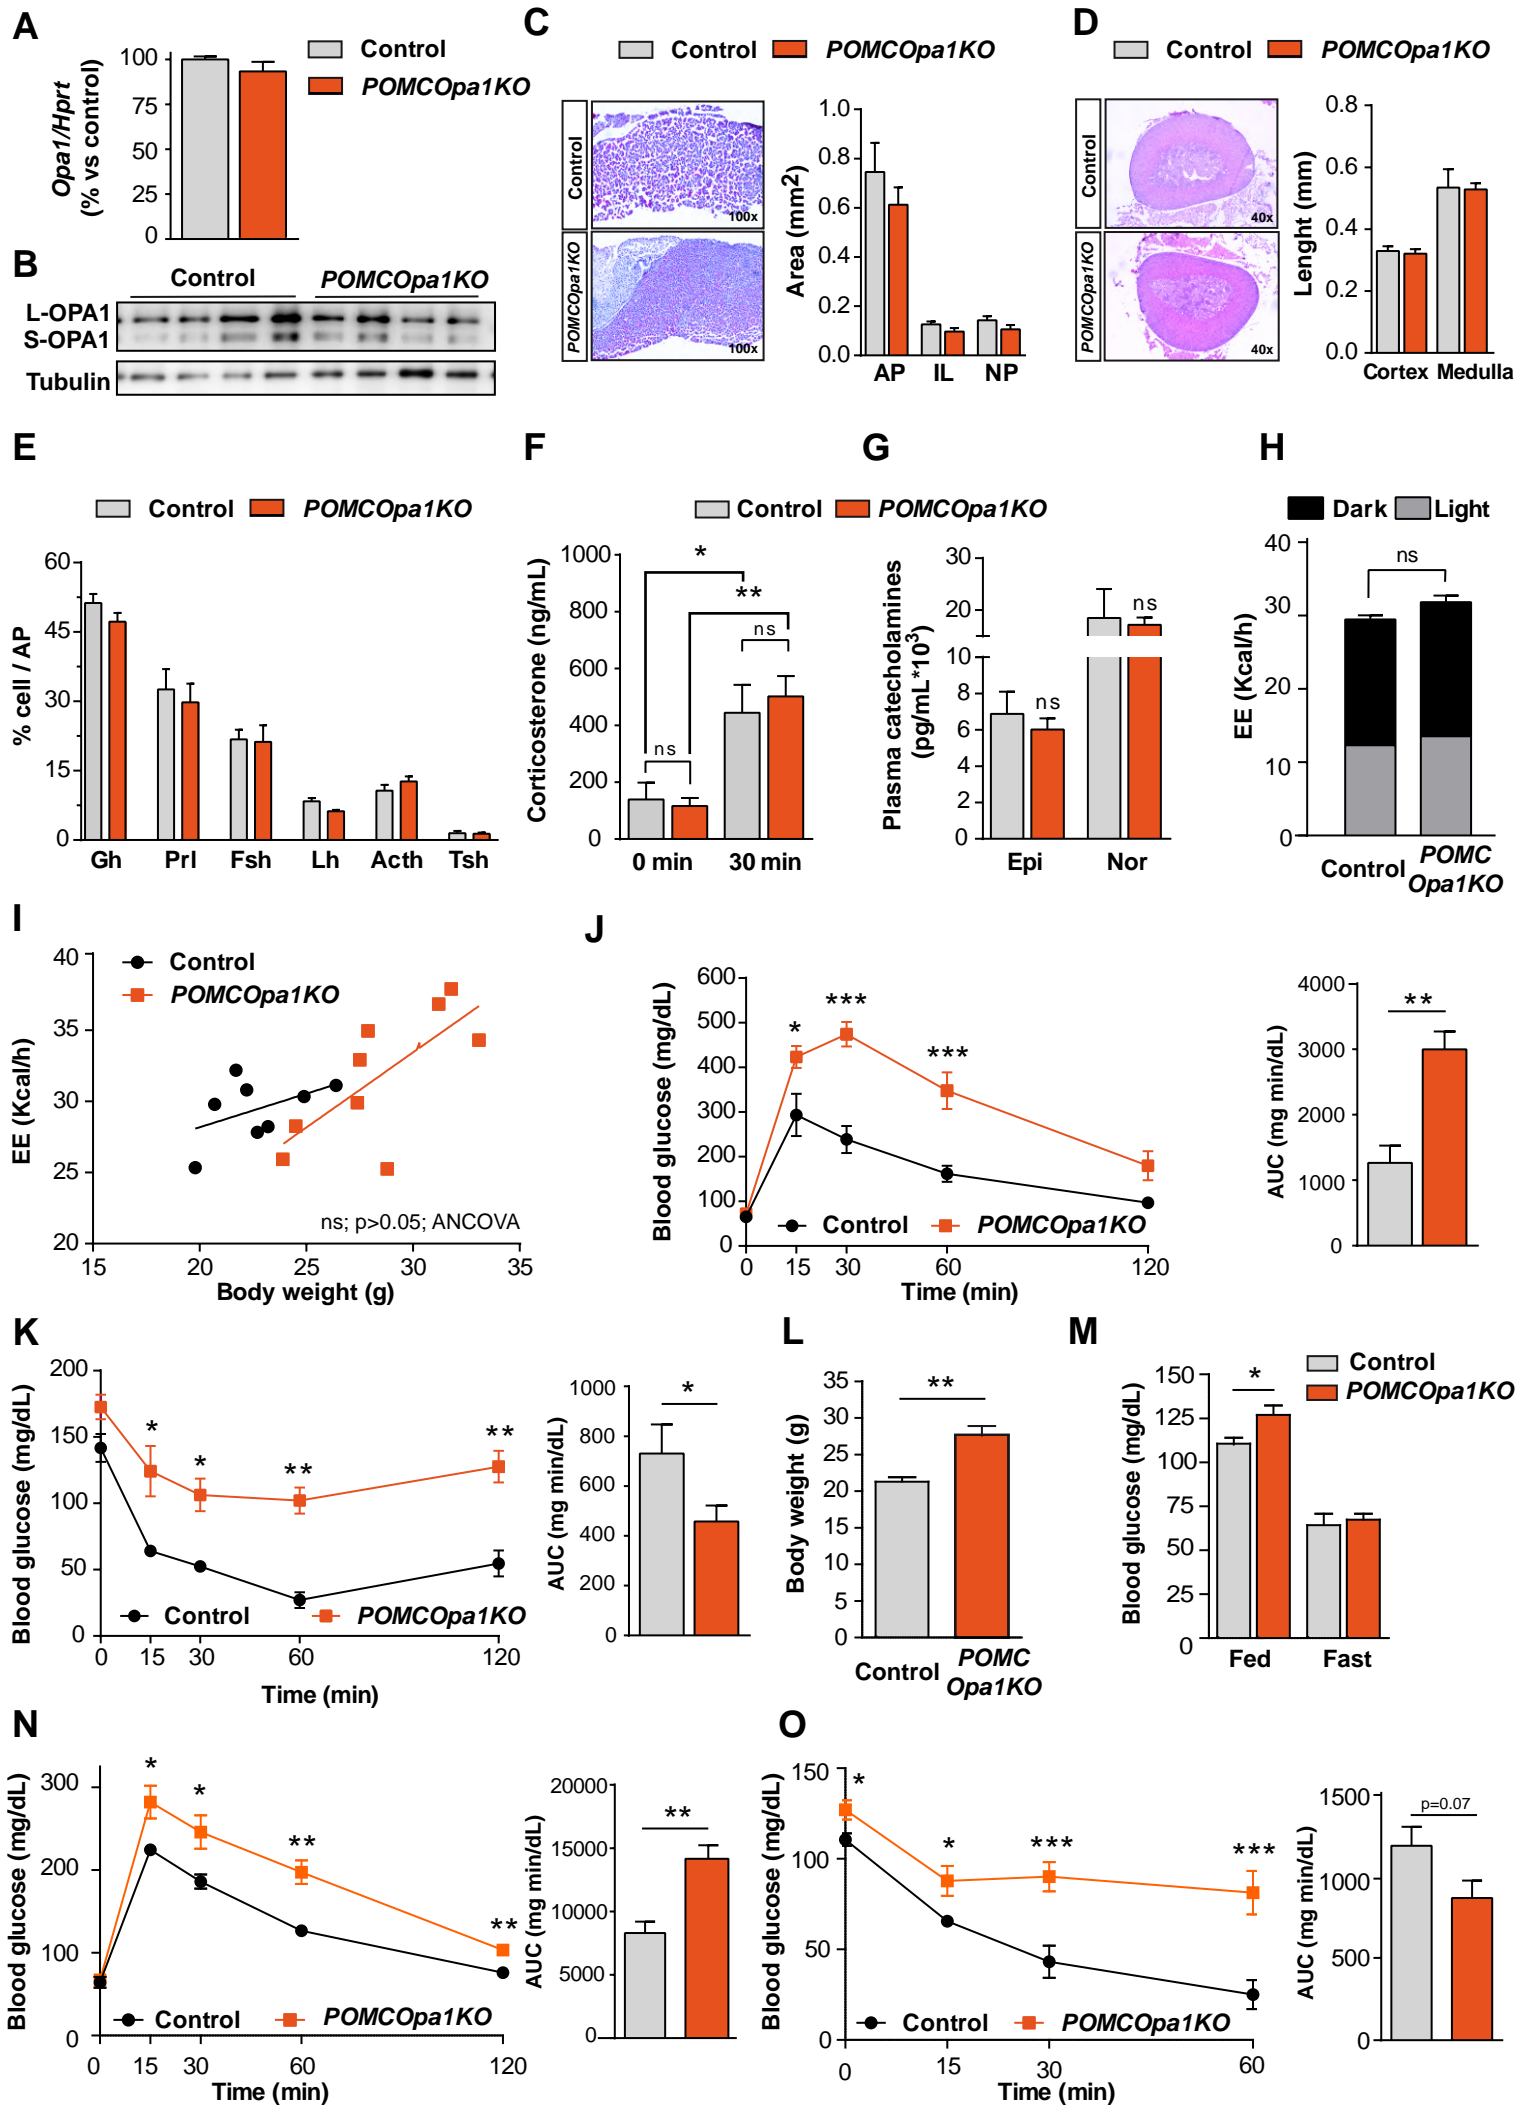 A
Opa1/Hprt
(% vs control)
100
75
50
25
0
Control
POMCOpa1KO
B
Control POMCOpa1KO
L-OPA1
S-OPA1
Tubulin
C
Control POMCOpa1KO
Control
100x
POMCOpa1KO
100x
Area (mm2)
1.0
0.8
0.6
0.4
0.2
0.0
AP IL NP
D
Control POMCOpa1KO
Control
40x
POMCOpa1KO
40x
Lenght (mm)
0.8
0.6
0.4
0.2
0.0
Cortex Medulla
E
Control POMCOpa1KO
% cell / AP
60
45
30
15
0
Gh Prl Fsh Lh Acth Tsh
F
Control POMCOpa1KO
Corticosterone (ng/mL)
1000
800
600
400
200
0
*
**
ns
ns
0 min 30 min
G
Plasma catecholamines
(pg/mL*103)
30
20
10
8
6
4
2
0
ns
ns
Epi Nor
H
Dark Light
EE (Kcal/h)
40
30
20
10
0
ns
Control POMC
Opa1KO
I
EE (Kcal/h)
40
35
30
25
20
Control
POMCOpa1KO
ns; p>0.05; ANCOVA
15 20 25 30 35
Body weight (g)
J
Blood glucose (mg/dL)
600
500
400
300
200
100
0
* *** ***
Control POMCOpa1KO
0 15 30 60 120
Time (min)
AUC (mg min/dL)
4000
3000
2000
1000
0
**
K
Blood glucose (mg/dL)
200
150
100
50
0
* * ** **
Control POMCOpa1KO
0 15 30 60 120
Time (min)
AUC (mg min/dL)
1000
800
600
400
200
0
*
L
Body weight (g)
35
30
25
20
15
10
5
0
**
Control POMC
Opa1KO
M
Control
POMCOpa1KO
Blood glucose (mg/dL)
150
125
100
75
50
25
0
*
Fed Fast
N
Blood glucose (mg/dL)
300
200
100
0
* * ** **
Control POMCOpa1KO
0 15 30 60 120
Time (min)
AUC (mg min/dL)
20000
15000
10000
5000
0
**
O
Blood glucose (mg/dL)
150
100
50
0
* * *** ***
Control POMCOpa1KO
0 15 30 60
Time (min)
AUC (mg min/dL)
1500
1000
500
0
p=0.07